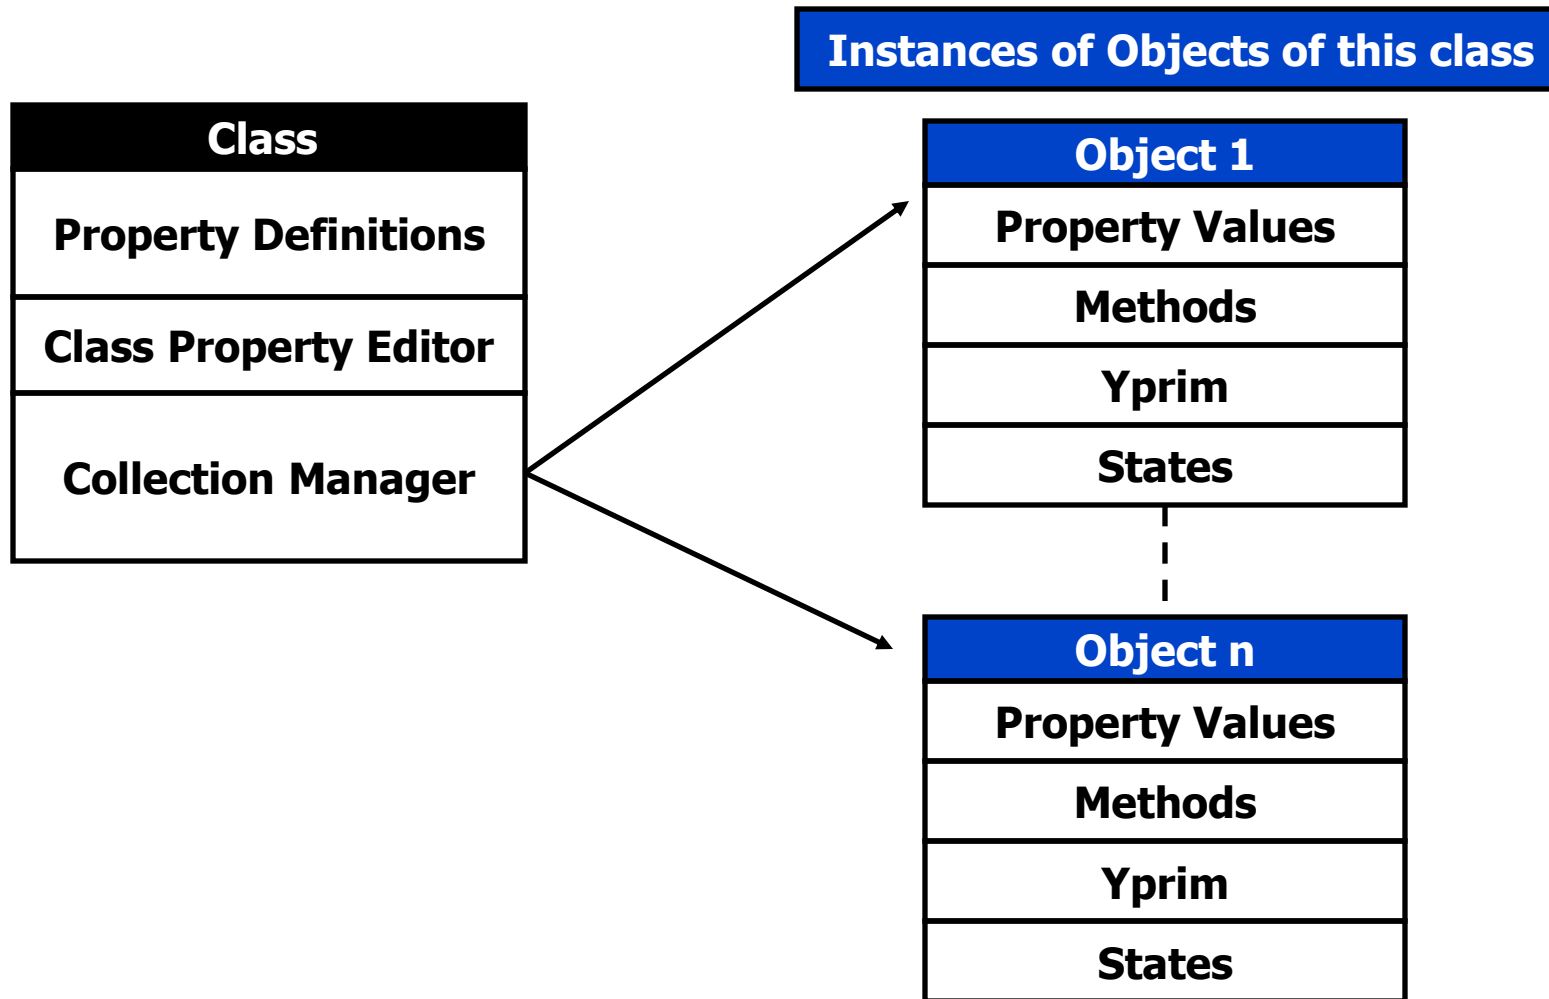 Instances of Objects of this class
Class
Property Definitions
Class Property Editor
Collection Manager
Object 1
Property Values
Methods
Yprim
States
Object n
Property Values
Methods
Yprim
States